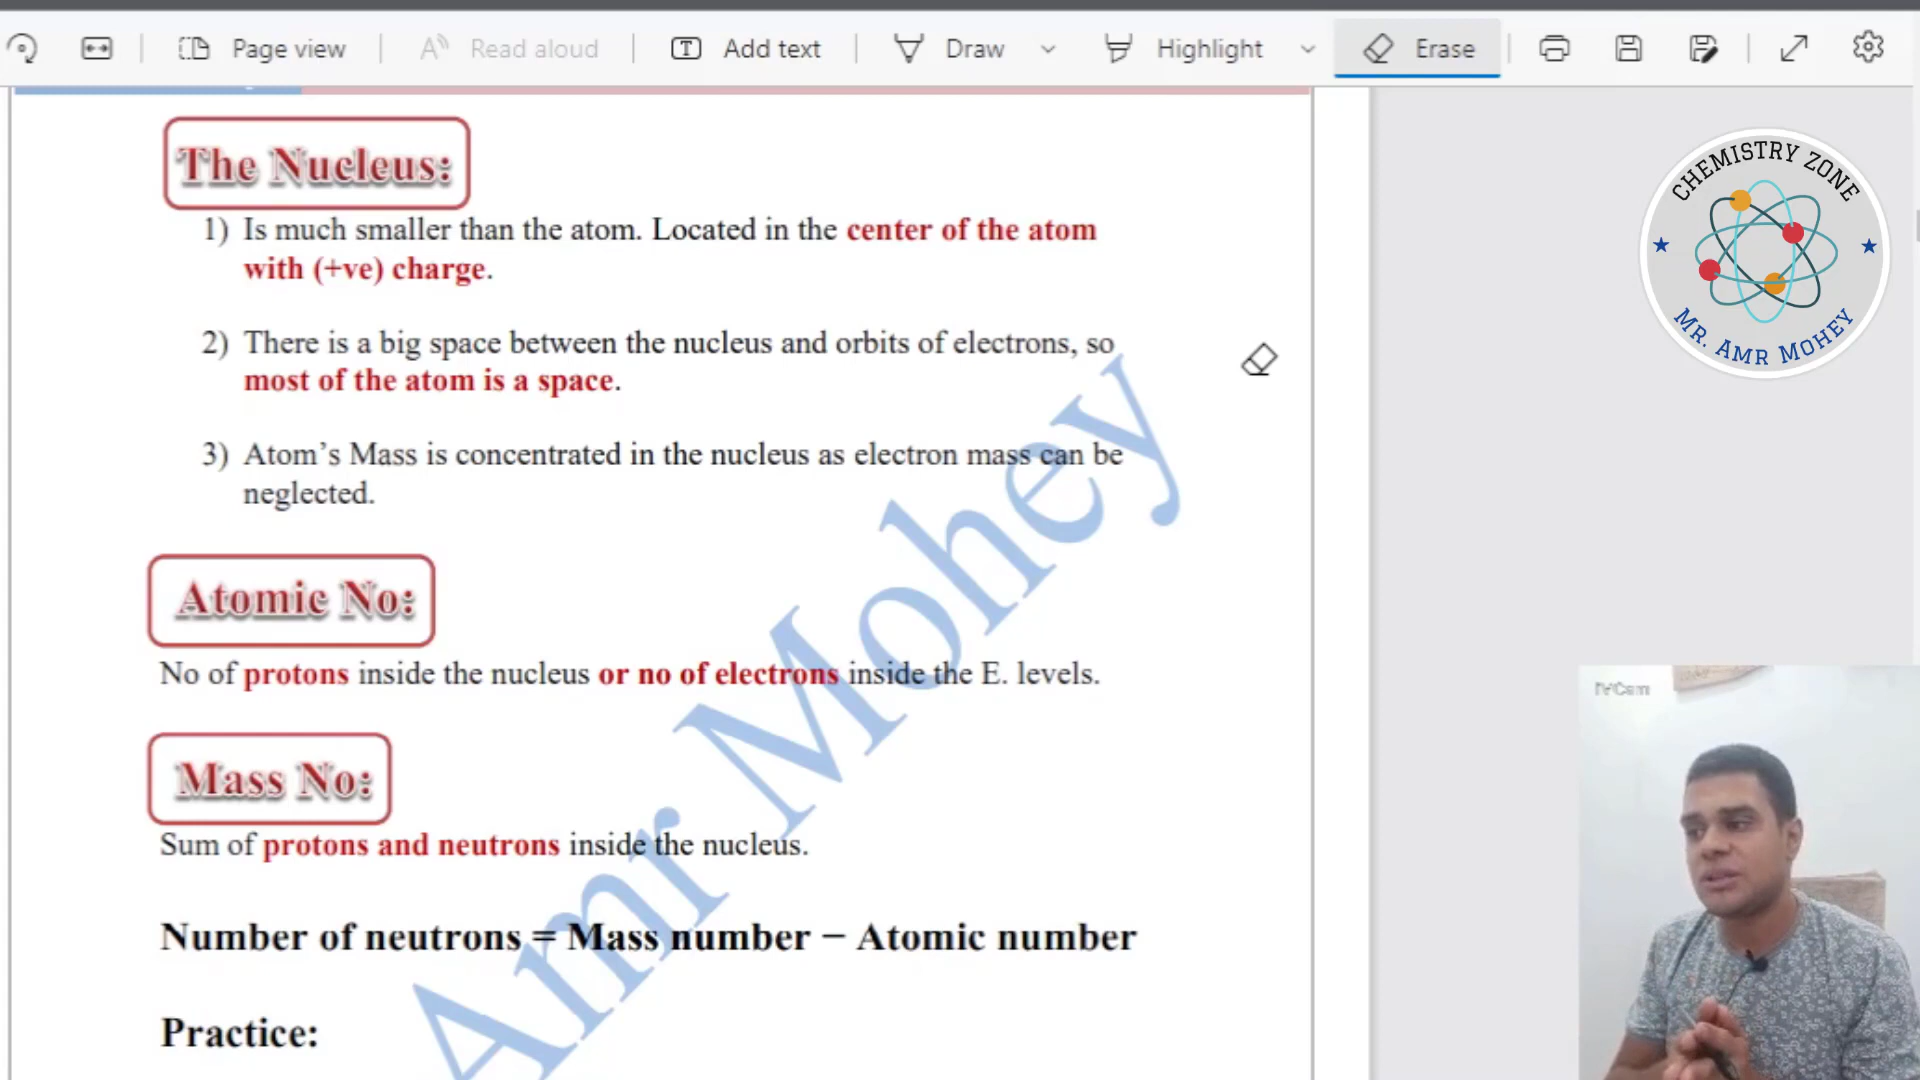 Page view
Read aloud
Add text
Draw
Highlight
Erase
The Nucleus:
1) Is much smaller than the atom. Located in the center of the atom
with (+ve) charge.
2) There is a big space between the nucleus and orbits of electrons, so
most of the atom is a space.
3) Atom’s Mass is concentrated in the nucleus as electron mass can be
neglected.
Atomic No:
No of protons inside the nucleus or no of electrons inside the E. levels.
Mass No:
Sum of protons and neutrons inside the nucleus.
Number of neutrons = Mass number − Atomic number
Practice:
Amr Mohey
CHEMISTRY ZONE
MR. AMR MOHEY
iVCam